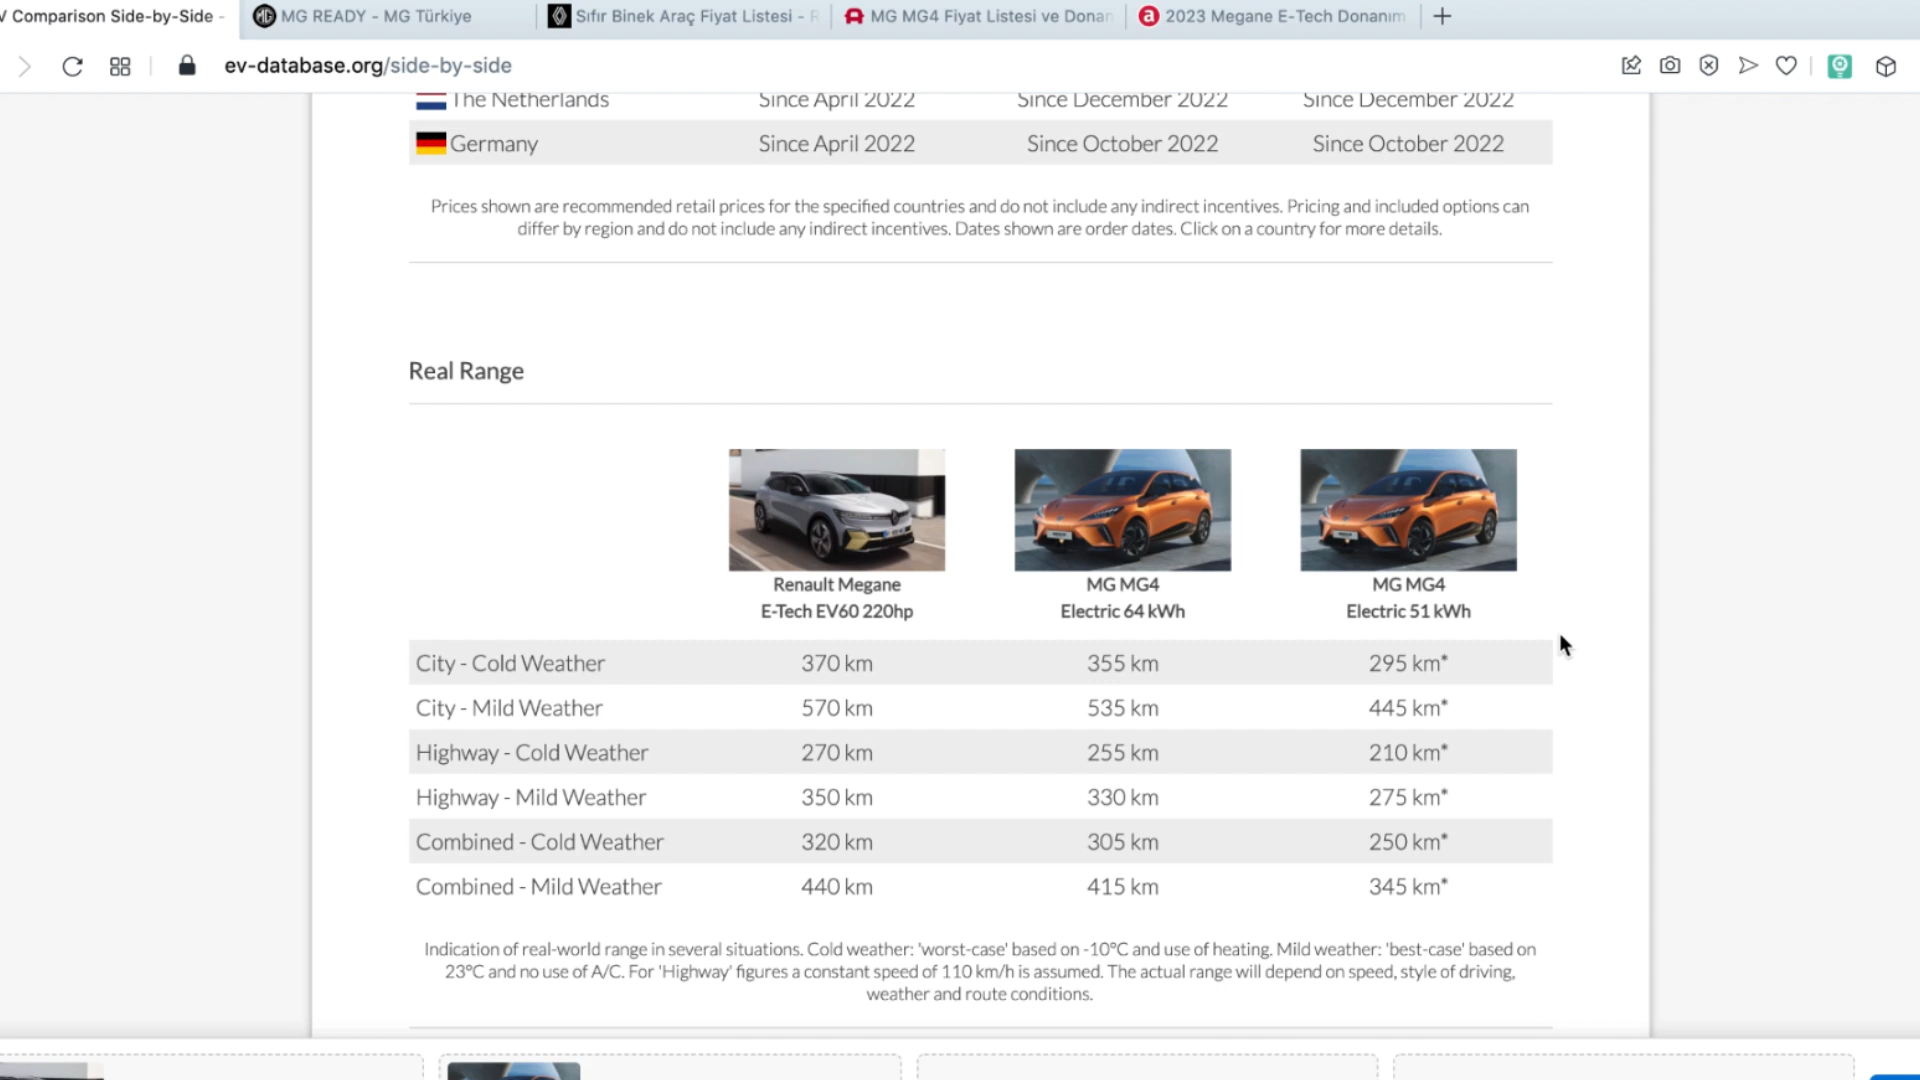 V Comparison Side-by-Side -
MG READY - MG Türkiye
Sıfır Binek Araç Fiyat Listesi - R
MG MG4 Fiyat Listesi ve Donan
2023 Megane E-Tech Donanım
ev-database.org/side-by-side
The Netherlands Since April 2022 Since December 2022 Since December 2022
Germany Since April 2022 Since October 2022 Since October 2022
Prices shown are recommended retail prices for the specified countries and do not include any indirect incentives. Pricing and included options can
differ by region and do not include any indirect incentives. Dates shown are order dates. Click on a country for more details.
Real Range
Renault Megane MG MG4 MG MG4
E-Tech EV60 220hp Electric 64 kWh Electric 51 kWh
City - Cold Weather 370 km 355 km 295 km*
City - Mild Weather 570 km 535 km 445 km*
Highway - Cold Weather 270 km 255 km 210 km*
Highway - Mild Weather 350 km 330 km 275 km*
Combined - Cold Weather 320 km 305 km 250 km*
Combined - Mild Weather 440 km 415 km 345 km*
Indication of real-world range in several situations. Cold weather: 'worst-case' based on -10°C and use of heating. Mild weather: 'best-case' based on
23°C and no use of A/C. For 'Highway' figures a constant speed of 110 km/h is assumed. The actual range will depend on speed, style of driving,
weather and route conditions.